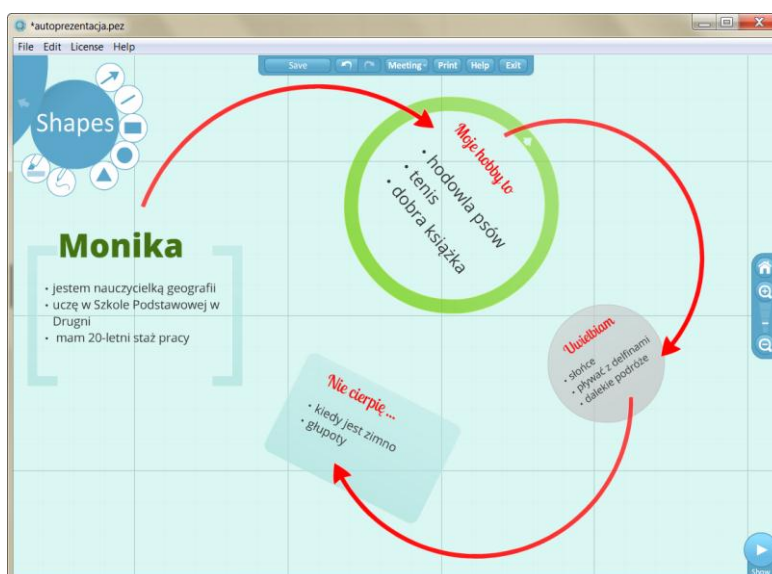 *autoprezentacja.pez
File Edit License Help
Save Meeting Print Help Exit
Shapes
Monika
• jestem nauczycielką geografii
• uczę w Szkole Podstawowej w
Drugni
• mam 20-letni staż pracy
Moje hobby to
• hodowla psów
• tenis
• dobra książka
Uwielbiam
• słońce
• pływać z delfinami
• dalekie podróże
Nie cierpię...
• kiedy jest zimno
• głupoty
Show